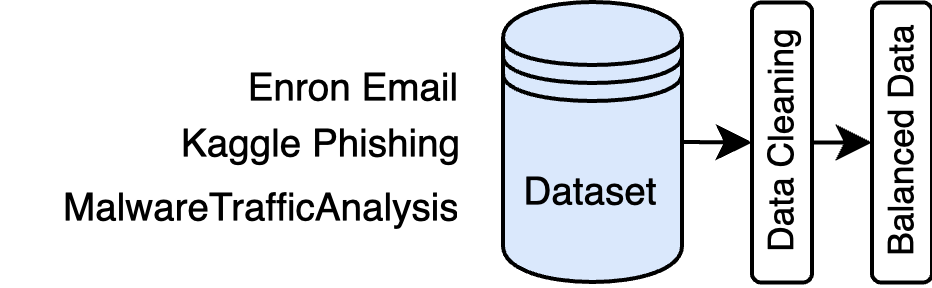 Enron Email
Kaggle Phishing
MalwareTrafficAnalysis
Dataset
Data Cleaning
Balanced Data